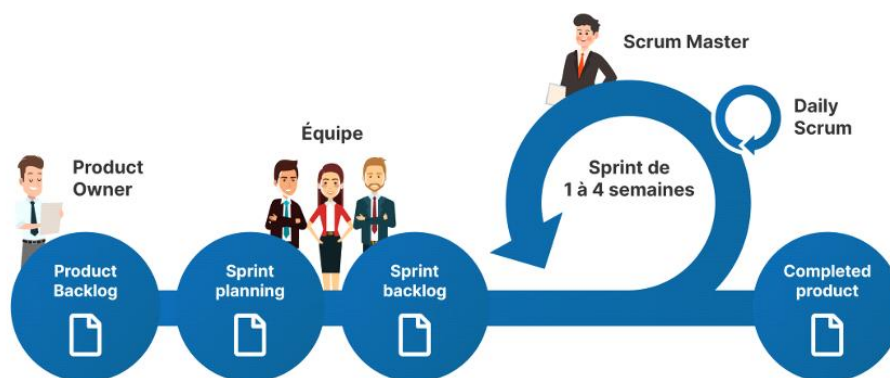 Scrum Master
Daily
Scrum
Équipe
Product
Owner
Sprint de
1 à 4 semaines
Product
Backlog
Sprint
planning
Sprint
backlog
Completed
product